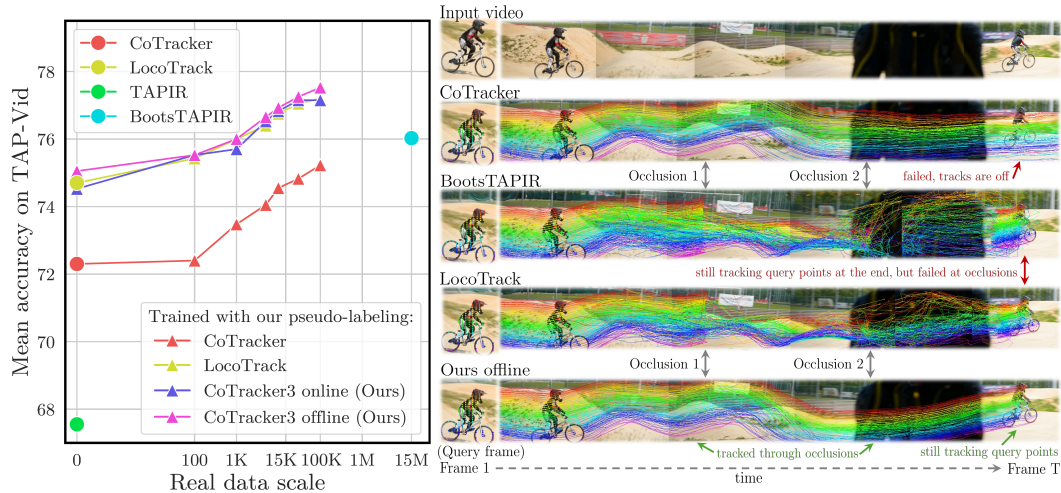 CoTracker
LocoTrack
TAPIR
BootsTAPIR
Mean accuracy on TAP-Vid
78
76
74
72
70
68
Trained with our pseudo-labeling:
CoTracker
LocoTrack
CoTracker3 online (Ours)
CoTracker3 offline (Ours)
0 100 1K 15K 100K 1M 15M
Real data scale
Input video
CoTracker
Occlusion 1 Occlusion 2 failed, tracks are off
BootsTAPIR
still tracking query points at the end, but failed at occlusions
LocoTrack
Occlusion 1 Occlusion 2
Ours offline
(Query frame) tracked through occlusions still tracking query points
Frame 1 time Frame T